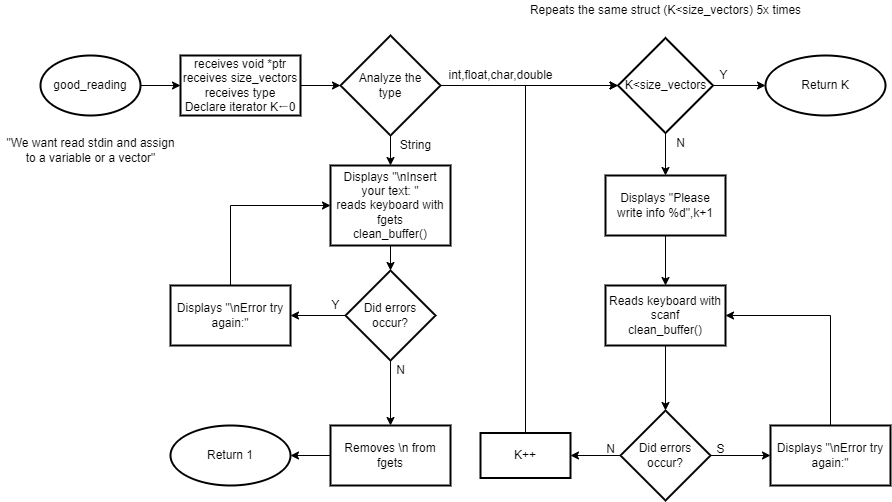 Repeats the same struct (K<size_vectors) 5x times
good_reading
receives void *ptr
receives size_vectors
receives type
Declare iterator K←0
Analyze the
type
int,float,char,double
K<size_vectors
Y
Return K
"We want read stdin and assign
to a variable or a vector"
String
N
Displays "\nInsert
your text: "
reads keyboard with
fgets
clean_buffer()
Displays "Please
write info %d",k+1
Displays "\nError try
again:"
Y
Did errors
occur?
Reads keyboard with
scanf
clean_buffer()
N
Return 1
Removes \n from
fgets
K++
N
Did errors
occur?
S
Displays "\nError try
again:"